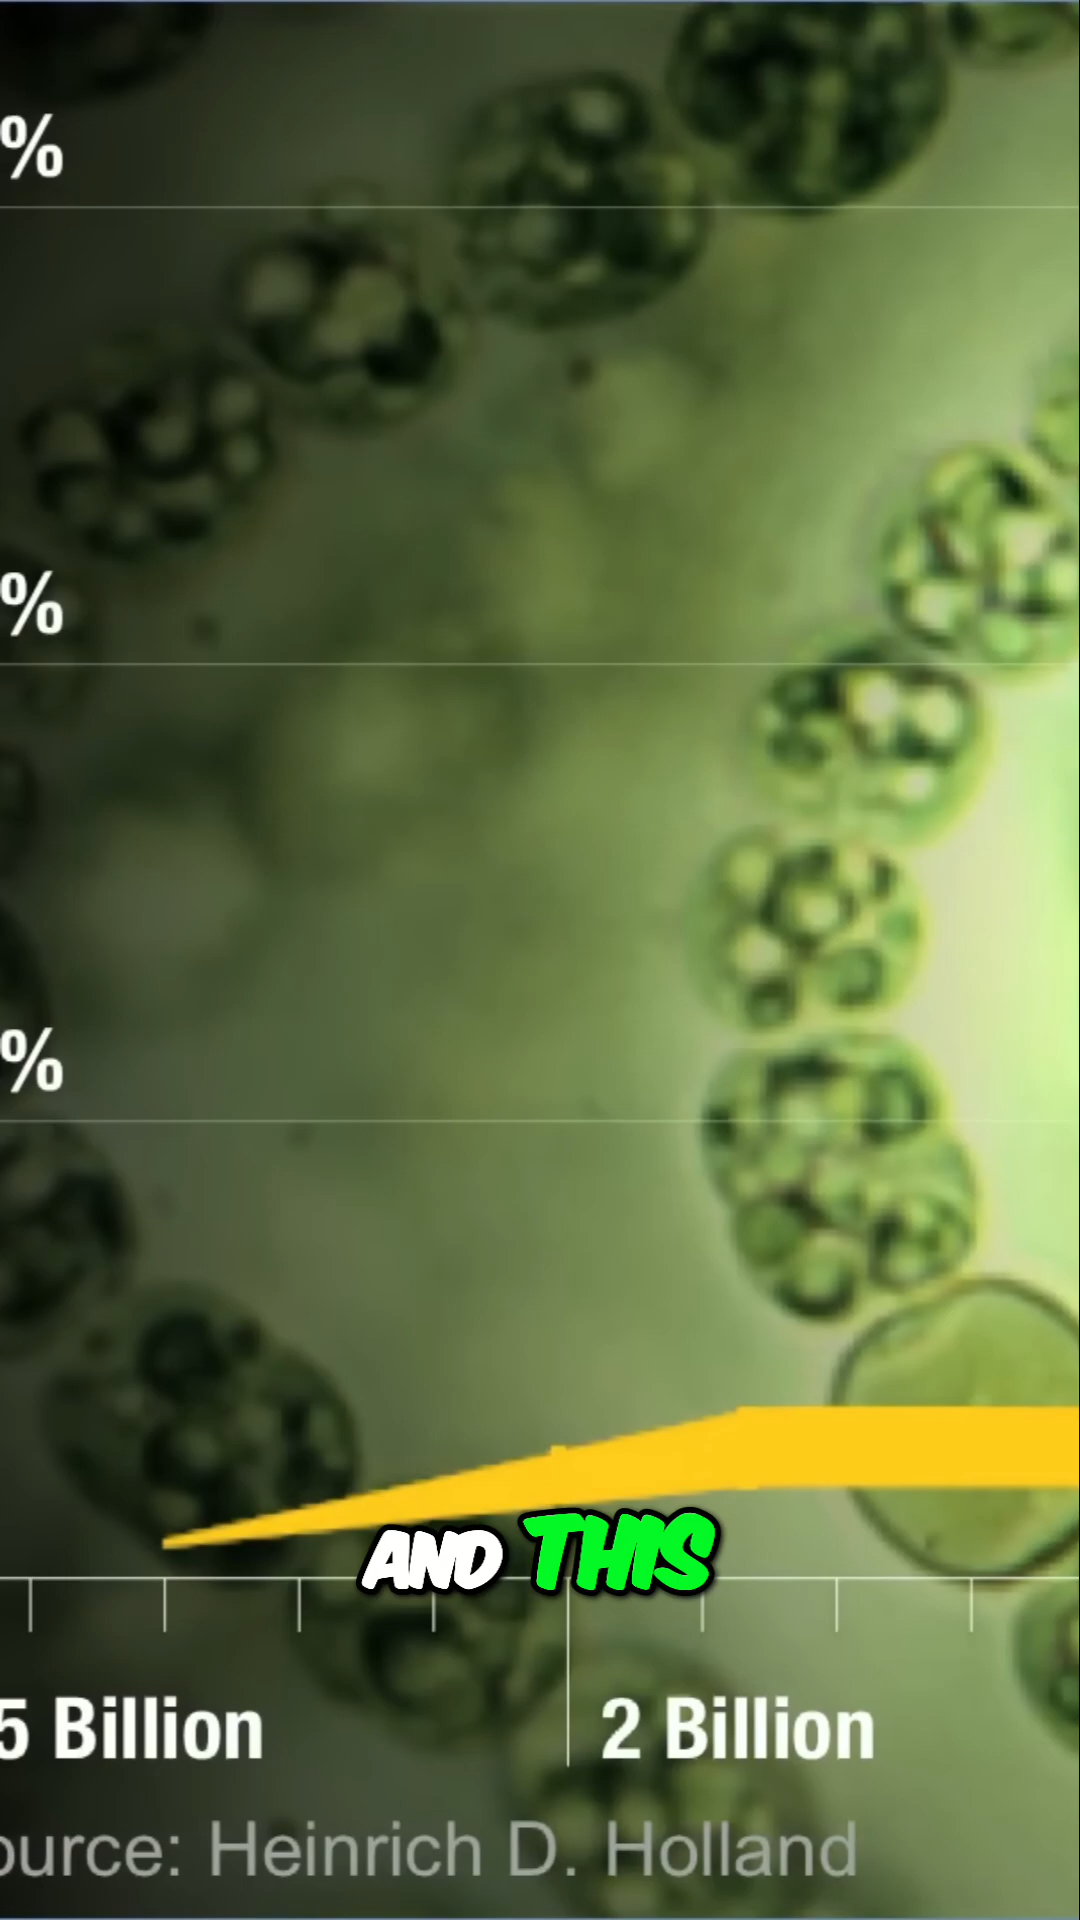 %
%
%
AND THIS
5 Billion
2 Billion
ource: Heinrich D. Holland